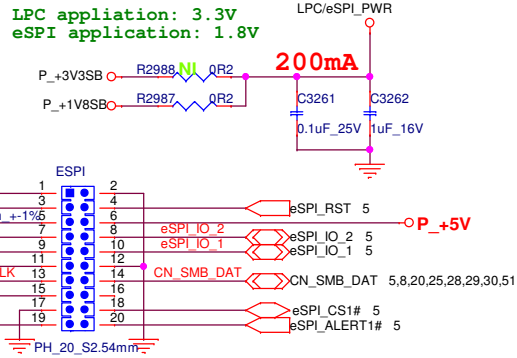 LPC appliation: 3.3V
eSPI application: 1.8V
LPC/eSPI_PWR
200mA
P_+3V3SB R2988 NI 0R2
P_+1V8SB R2987 0R2
C3261 C3262
0.1uF_25V 1uF_16V
ESPI
1 2
3 4 eSPI_RST 5
_+-1% 5 6 P_+5V
7 8 eSPI_IO_2 eSPI_IO_2 5
9 10 eSPI_IO_1 eSPI_IO_1 5
11 12
LK 13 14 CN_SMB_DAT CN_SMB_DAT 5,8,20,25,28,29,30,51
15 16
17 18 eSPI_CS1# 5
19 20 eSPI_ALERT1# 5
PH_20_S2.54mm